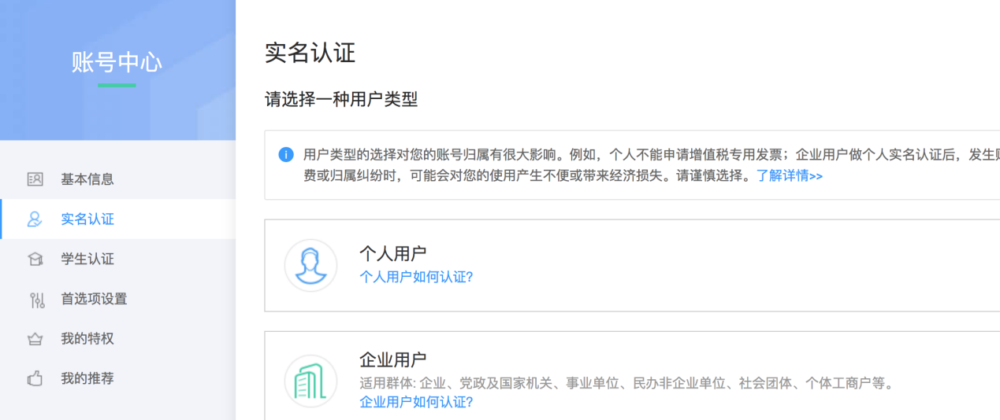 账号中心
基本信息
实名认证
学生认证
首选项设置
我的特权
我的推荐
实名认证
请选择一种用户类型
用户类型的选择对您的账号归属有很大影响。例如，个人不能申请增值税专用发票；企业用户做个人实名认证后，发生
费或归属纠纷时，可能会对您的使用产生不便或带来经济损失。请谨慎选择。了解详情>>
个人用户
个人用户如何认证?
企业用户
适用群体: 企业、党政及国家机关、事业单位、民办非企业单位、社会团体、个体工商户等。
企业用户如何认证?